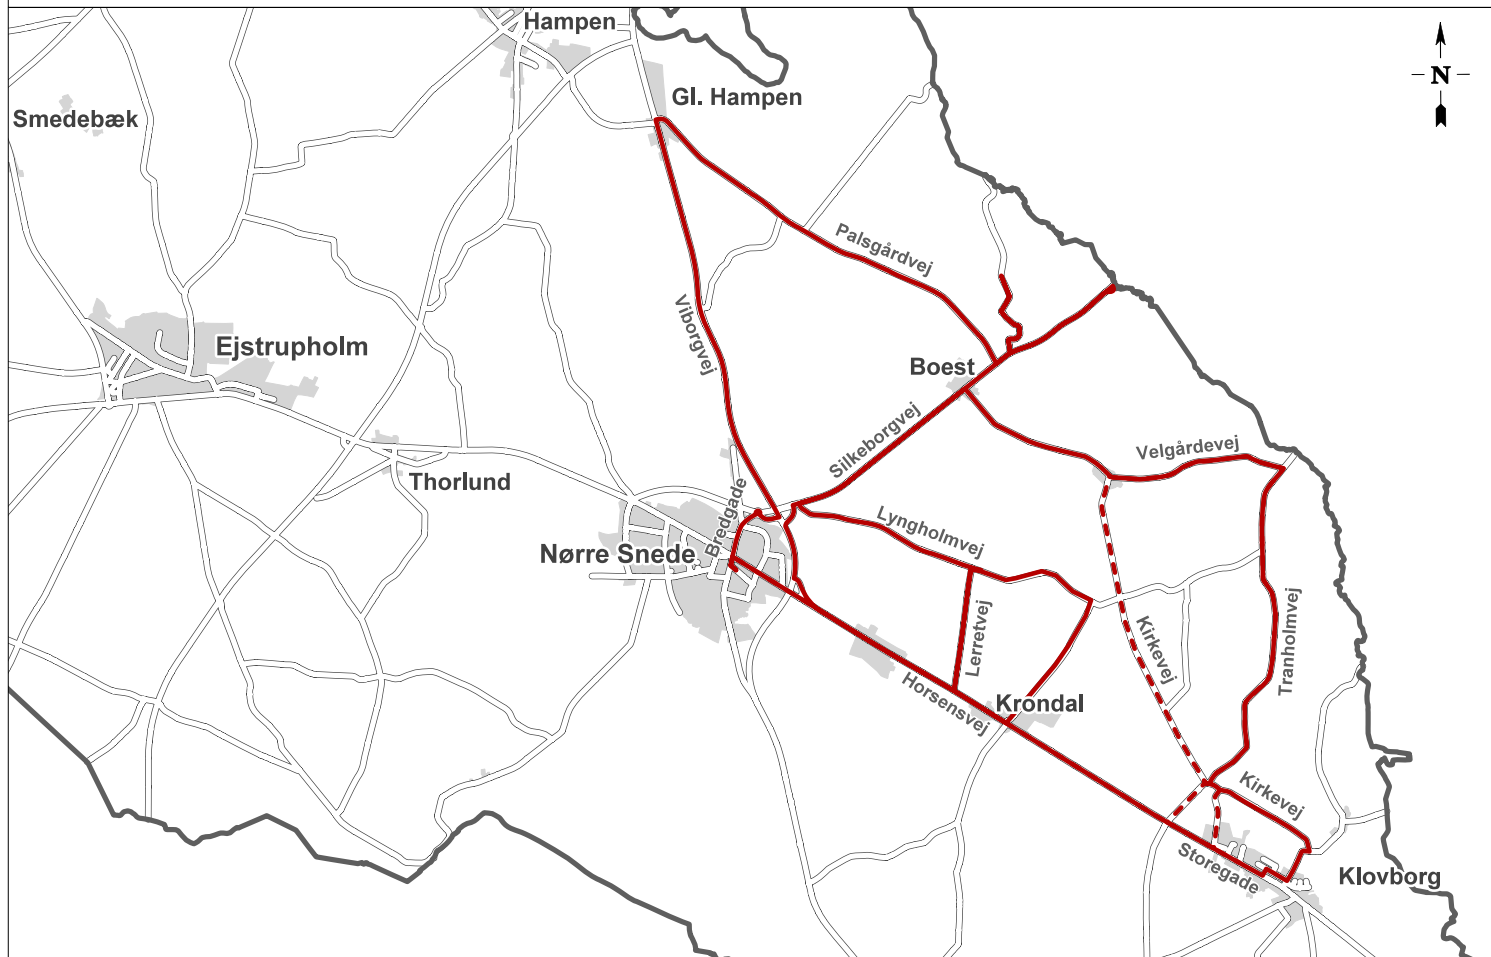 Hampen
N
Gl. Hampen
Smedebæk
Palsgårdvej
Viborgvej
Ejstrupholm
Boest
Silkeborgvej
Velgårdevej
Thorlund
Bredgade
Lyngholmvej
Nørre Snede
Lerretvej
Kirkevej
Tranholmvej
Horsensvej
Krondal
Kirkevej
Storegade
Klovborg